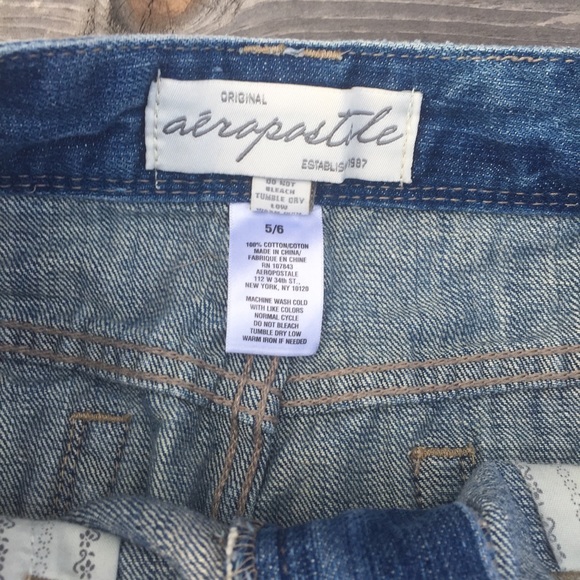 ORIGINAL
aéropostale
ESTABLISH 1987
DO NOT
BLEACH
TUMBLE DRY
LOW
5/6
100% COTTON/COTON
MADE IN CHINA/
FABRIQUE EN CHINE
RN 107843
AEROPOSTALE
112 W 34th ST.,
NEW YORK, NY 10120
MACHINE WASH COLD
WITH LIKE COLORS
NORMAL CYCLE
DO NOT BLEACH
TUMBLE DRY LOW
WARM IRON IF NEEDED